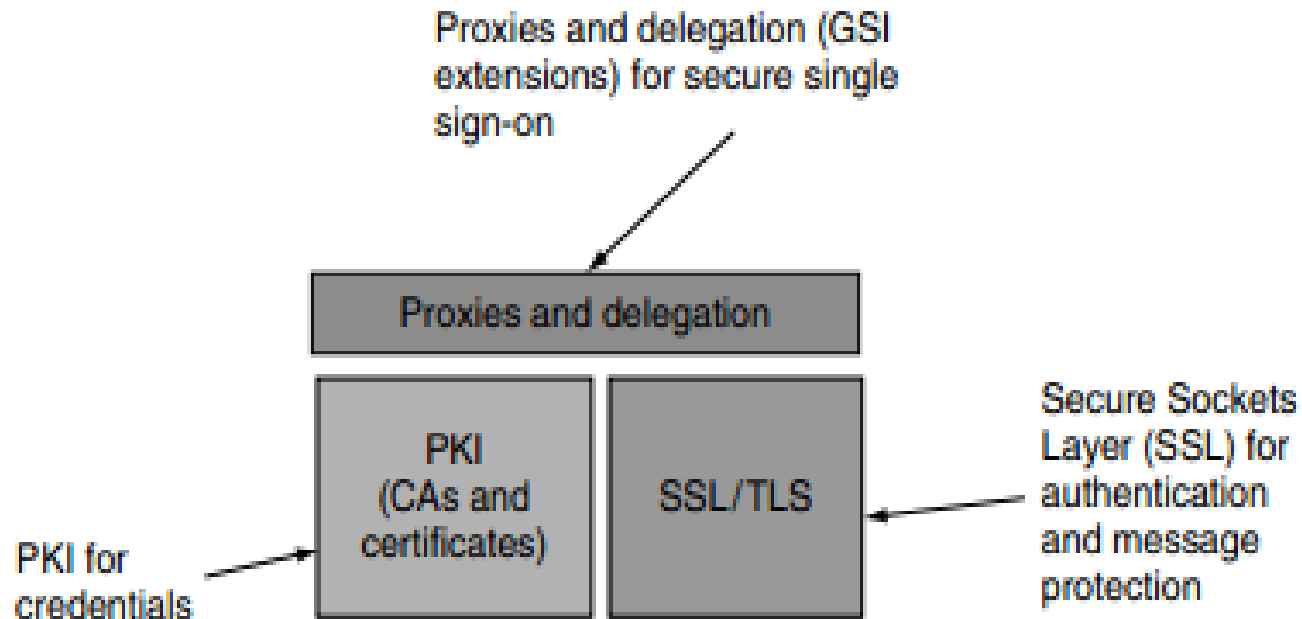 Proxies and delegation (GSI
extensions) for secure single
sign-on
Proxies and delegation
PKI
(CAs and
certificates)
SSL/TLS
Secure Sockets
Layer (SSL) for
authentication
and message
protection
PKI for
credentials